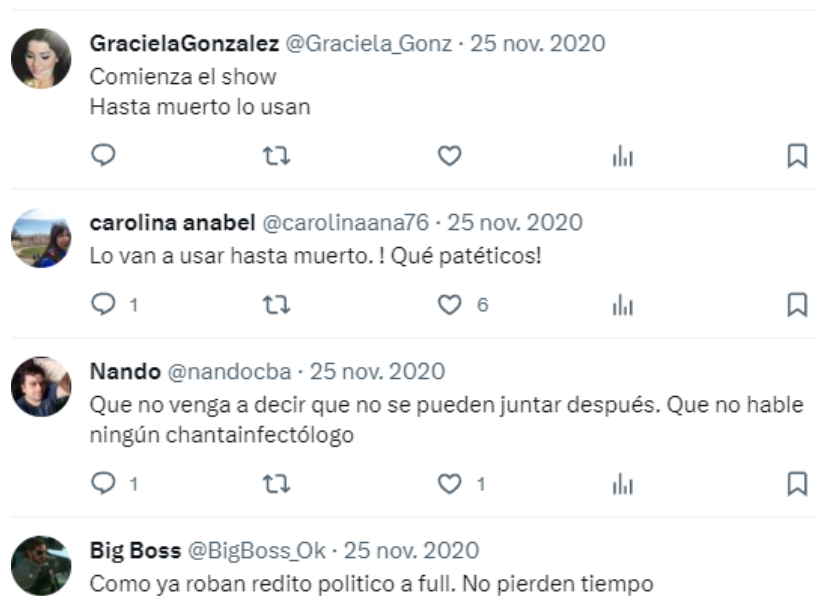 GracielaGonzalez @Graciela_Gonz · 25 nov. 2020
Comienza el show
Hasta muerto lo usan
carolina anabel @carolinaana76 · 25 nov. 2020
Lo van a usar hasta muerto. ! Qué patéticos!
1 6
Nando @nandocba · 25 nov. 2020
Que no venga a decir que no se pueden juntar después. Que no hable
ningún chantainfectólogo
1 1
Big Boss @BigBoss_Ok · 25 nov. 2020
Como ya roban redito politico a full. No pierden tiempo